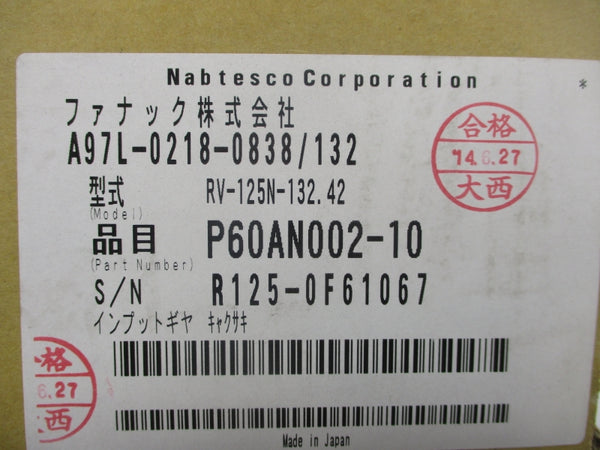 Nabtesco Corporation
*
ファナック株式会社
A97L-0218-0838/132
合格
'14.6.27
大西
型式 RV-125N-132.42
(Model)
品目 P60AN002-10
(Part Number)
S/N R125-0F61067
インプットギヤ ｷｬｸｻｷ
合格
6.27
西
Made in Japan